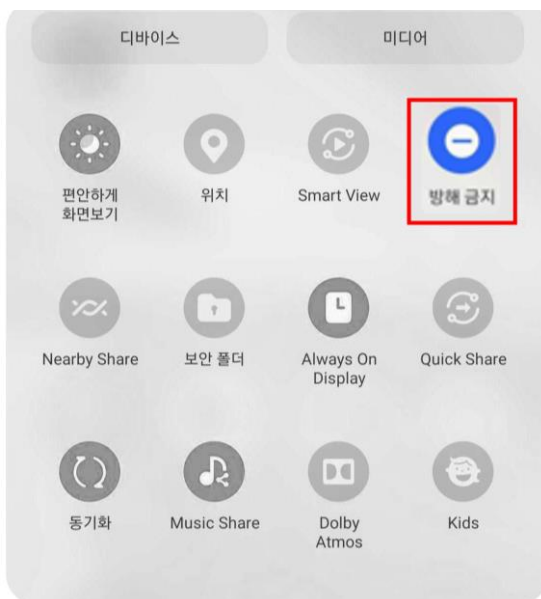 디바이스
미디어
편안하게
화면보기
위치
Smart View
방해 금지
Nearby Share
보안 폴더
Always On
Display
Quick Share
동기화
Music Share
Dolby
Atmos
Kids